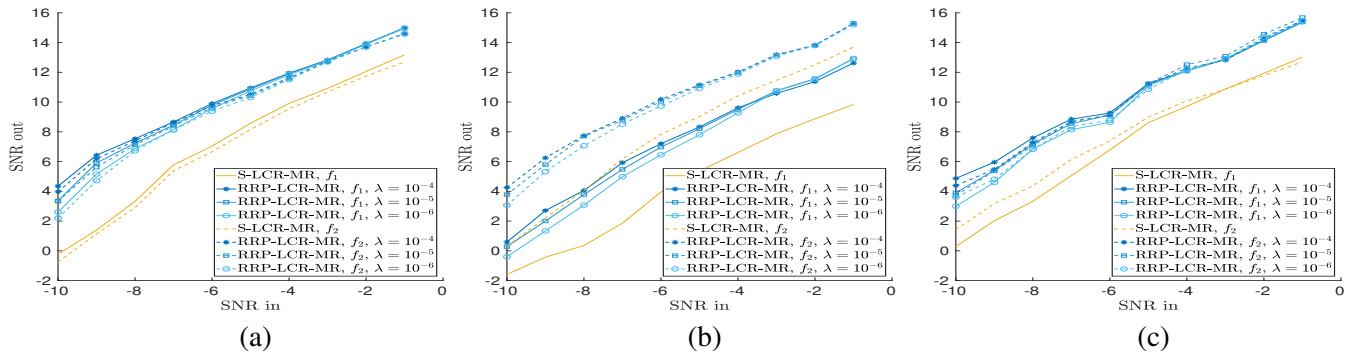 16
14
12
10
8
6
4
2
0
-2
SNR out
S-LCR-MR, f₁
RRP-LCR-MR, f₁, λ = 10⁻⁴
RRP-LCR-MR, f₁, λ = 10⁻⁵
RRP-LCR-MR, f₁, λ = 10⁻⁶
S-LCR-MR, f₂
RRP-LCR-MR, f₂, λ = 10⁻⁴
RRP-LCR-MR, f₂, λ = 10⁻⁵
RRP-LCR-MR, f₂, λ = 10⁻⁶
-10 -8 -6 -4 -2 0
SNR in
(a)
16
14
12
10
8
6
4
2
0
-2
SNR out
S-LCR-MR, f₁
RRP-LCR-MR, f₁, λ = 10⁻⁴
RRP-LCR-MR, f₁, λ = 10⁻⁵
RRP-LCR-MR, f₁, λ = 10⁻⁶
S-LCR-MR, f₂
RRP-LCR-MR, f₂, λ = 10⁻⁴
RRP-LCR-MR, f₂, λ = 10⁻⁵
RRP-LCR-MR, f₂, λ = 10⁻⁶
-10 -8 -6 -4 -2 0
SNR in
(b)
16
14
12
10
8
6
4
2
0
-2
SNR out
S-LCR-MR, f₁
RRP-LCR-MR, f₁, λ = 10⁻⁴
RRP-LCR-MR, f₁, λ = 10⁻⁵
RRP-LCR-MR, f₁, λ = 10⁻⁶
S-LCR-MR, f₂
RRP-LCR-MR, f₂, λ = 10⁻⁴
RRP-LCR-MR, f₂, λ = 10⁻⁵
RRP-LCR-MR, f₂, λ = 10⁻⁶
-10 -8 -6 -4 -2 0
SNR in
(c)